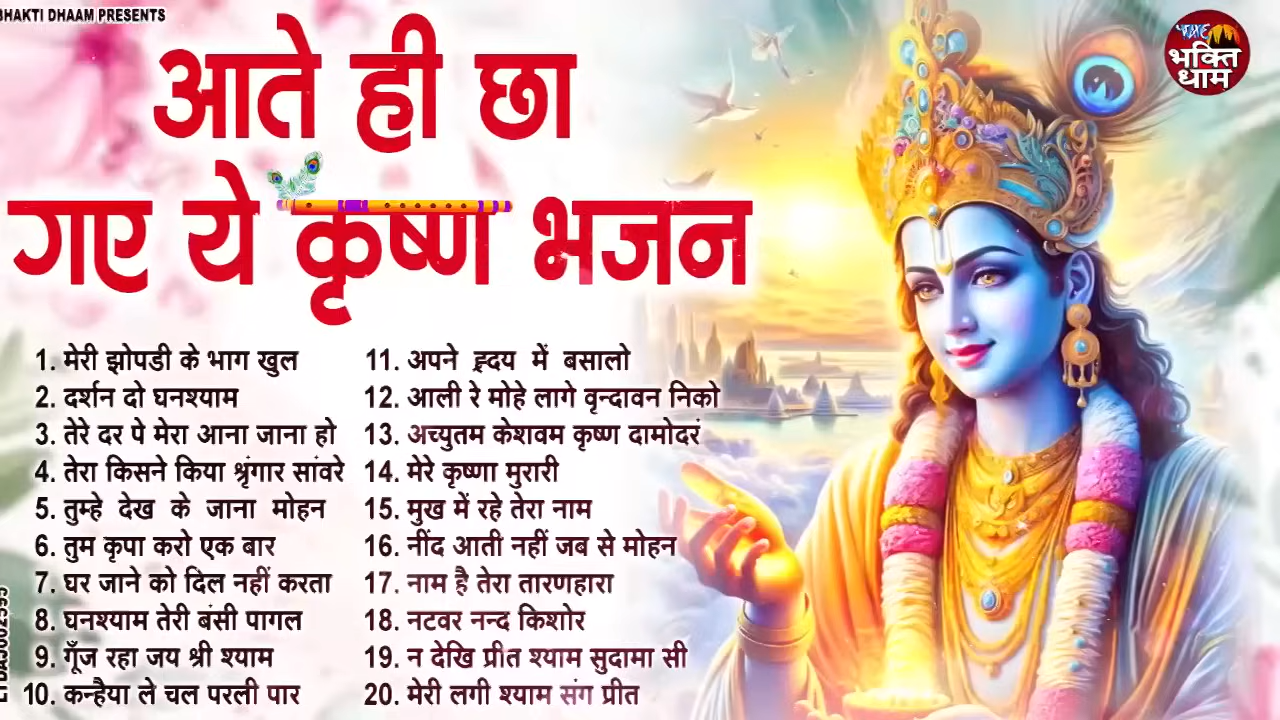 BHAKTI DHAAM PRESENTS
भक्ति
धाम
आते ही छा
गए ये कृष्ण भजन
1. मेरी झोपडी के भाग खुल
2. दर्शन दो घनश्याम
3. तेरे दर पे मेरा आना जाना हो
4. तेरा किसने किया श्रृंगार सांवरे
5. तुम्हे देख के जाना मोहन
6. तुम कृपा करो एक बार
7. घर जाने को दिल नहीं करता
8. घनश्याम तेरी बंसी पागल
9. गूँज रहा जय श्री श्याम
10. कन्हैया ले चल परली पार
11. अपने ह्रदय में बसालो
12. आली रे मोहे लागे वृन्दावन निको
13. अच्युतम केशवम कृष्ण दामोदरं
14. मेरे कृष्णा मुरारी
15. मुख में रहे तेरा नाम
16. नींद आती नहीं जब से मोहन
17. नाम है तेरा तारणहारा
18. नटवर नन्द किशोर
19. न देखि प्रीत श्याम सुदामा सी
20. मेरी लगी श्याम संग प्रीत